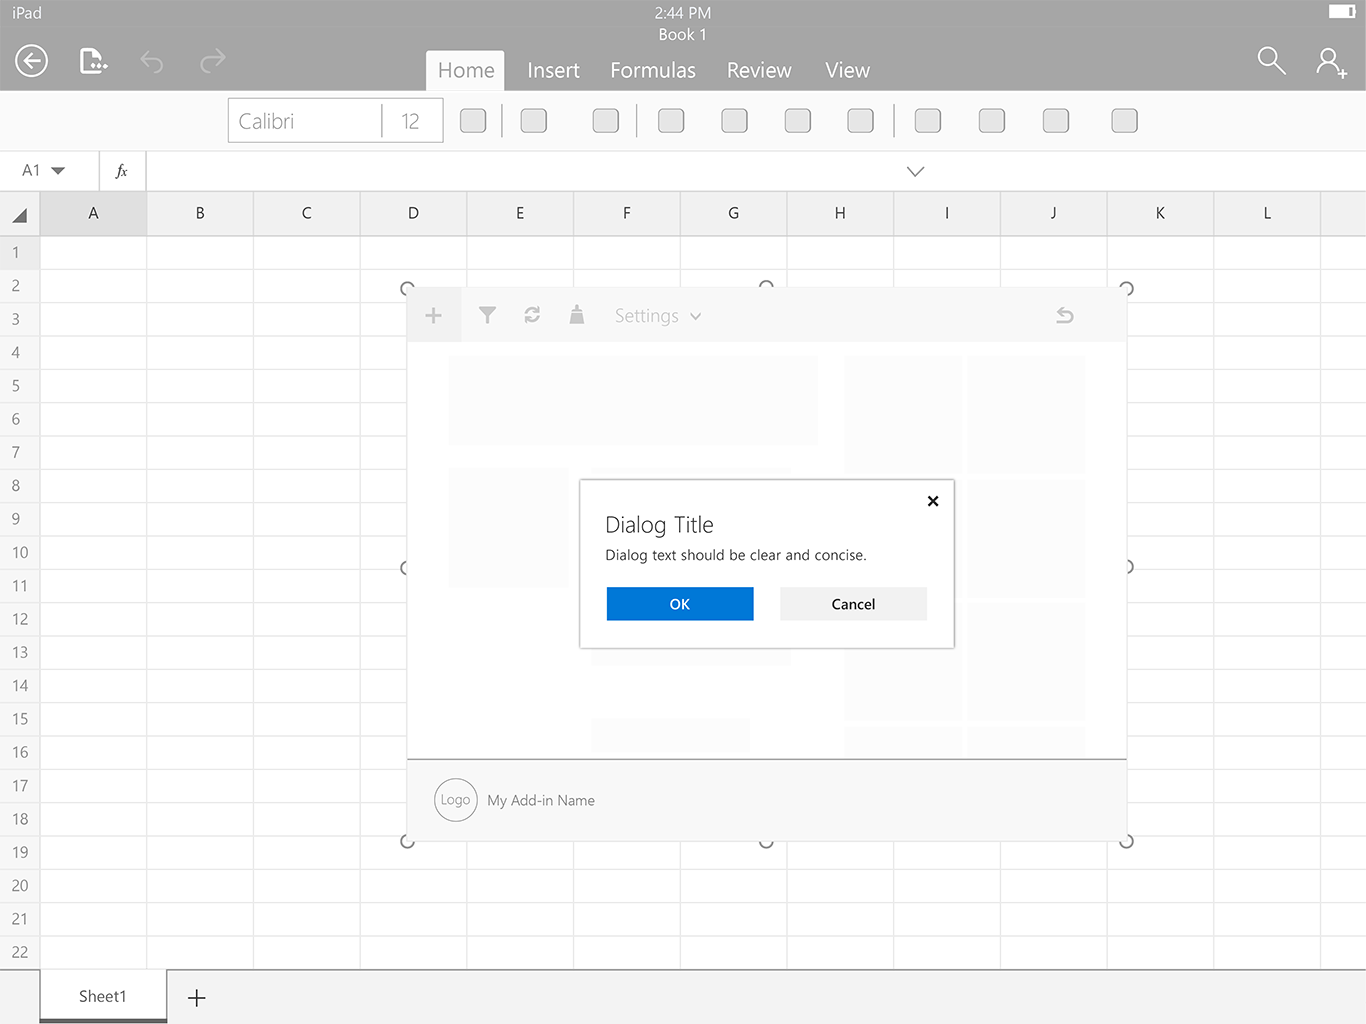 iPad
2:44 PM
Book 1
Home Insert Formulas Review View
Calibri 12
A1 fx
A B C D E F G H I J K L
1
2
3
Settings
4
5
6
7
8
9
10
11
12
13
14
15
16
17
18
19
20
21
22
Dialog Title
Dialog text should be clear and concise.
OK Cancel
Logo My Add-in Name
Sheet1